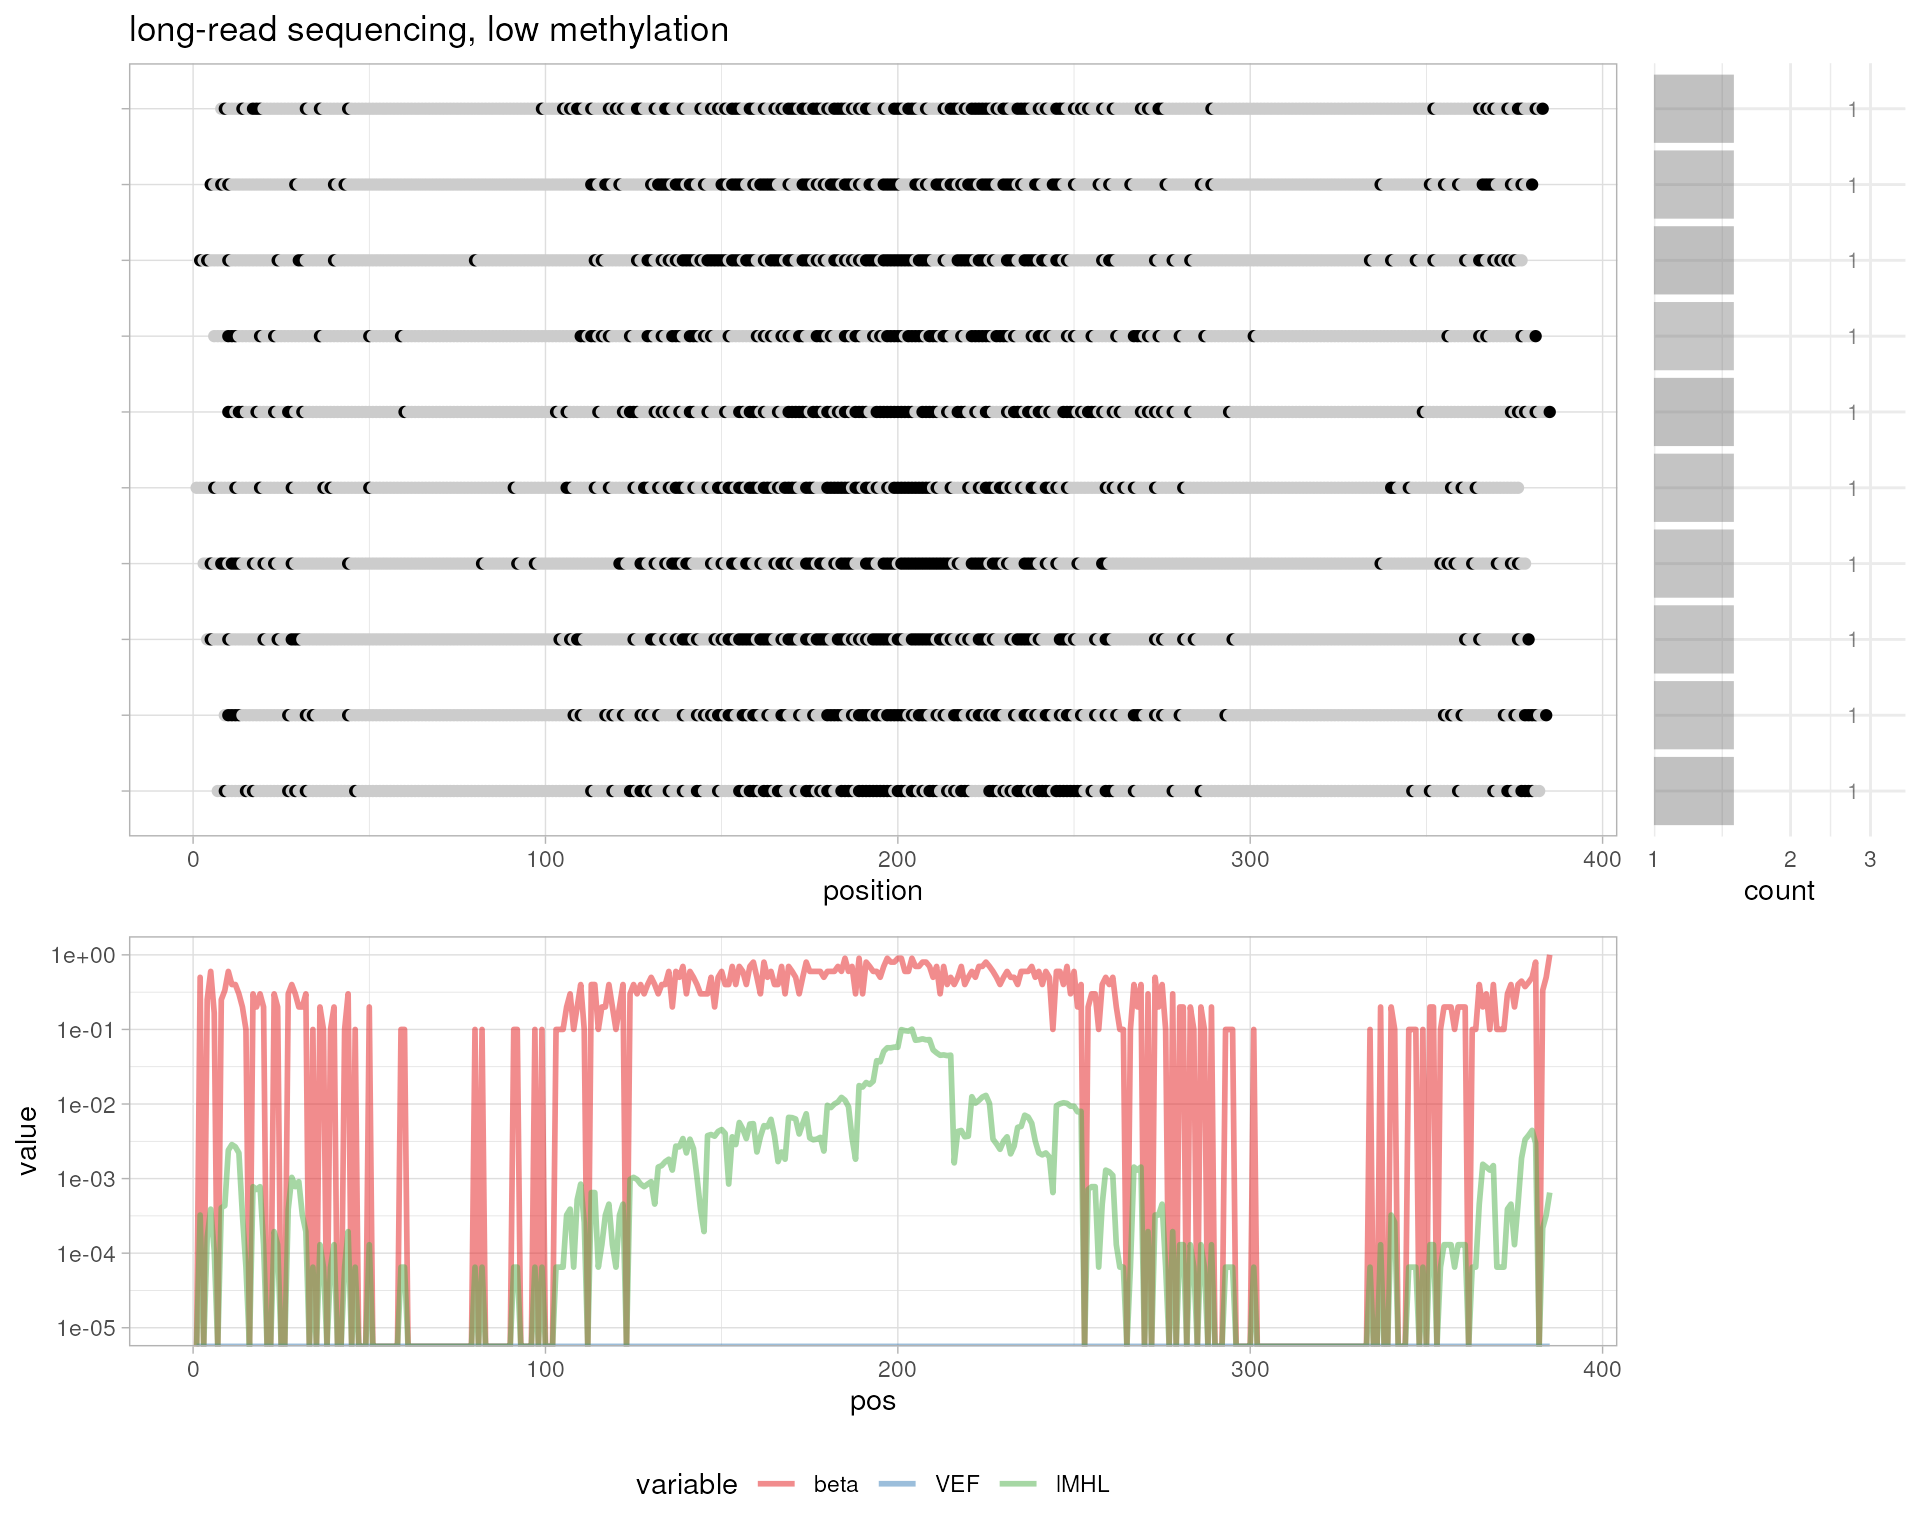 long-read sequencing, low methylation
1
1
1
1
1
1
1
1
1
1
0 100 200 300 400 1 2 3
position count
1e+00
1e-01
1e-02
1e-03
1e-04
1e-05
value
0 100 200 300 400
pos
variable beta VEF lMHL